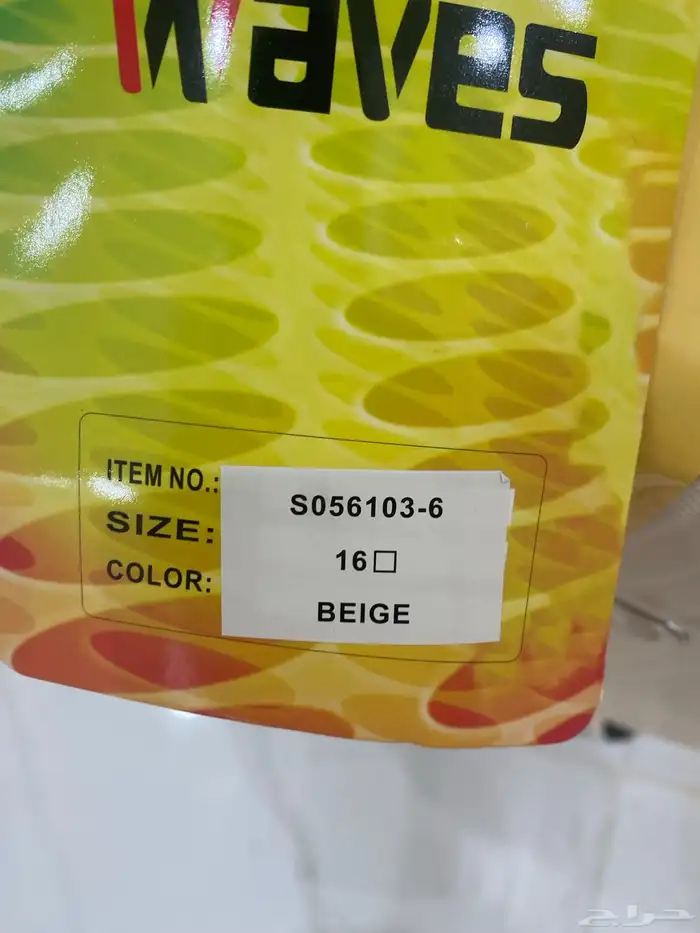 Waves
ITEM NO.: S056103-6
SIZE: 16□
COLOR: BEIGE
حراج